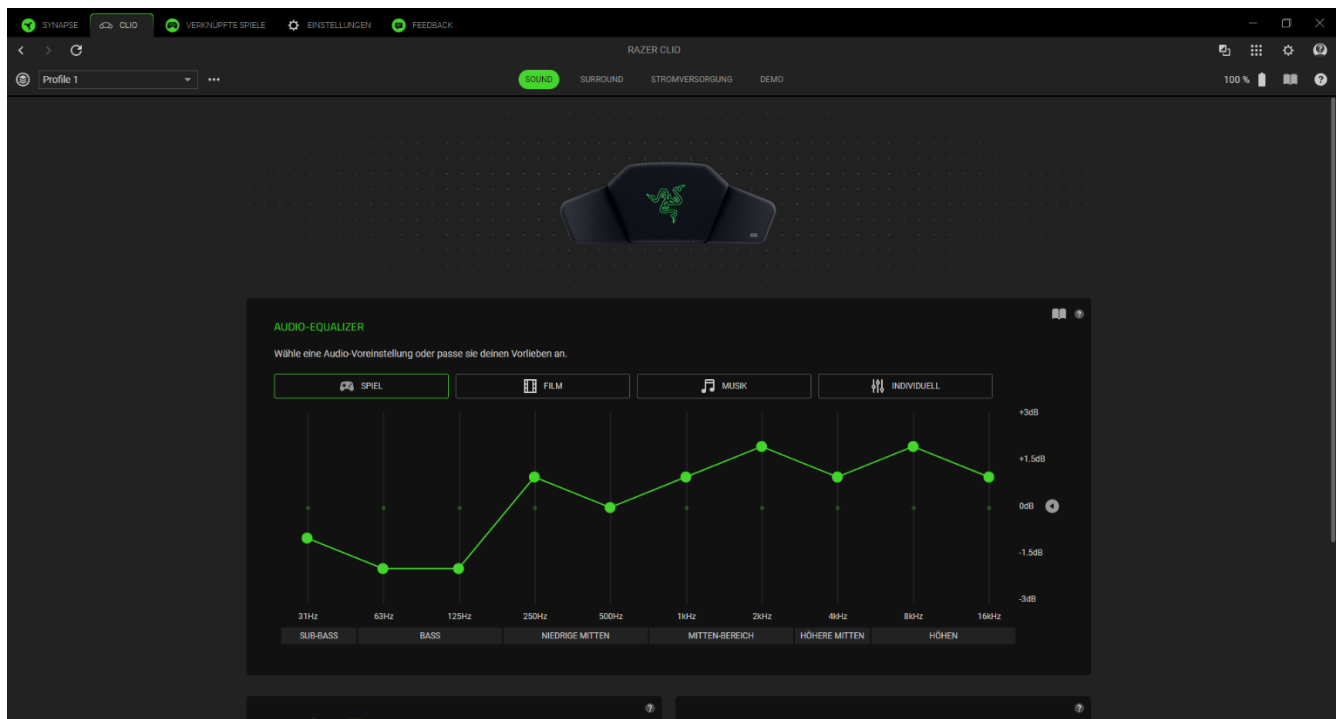 SYNAPSE CLIO VERKNÜPFTE SPIELE EINSTELLUNGEN FEEDBACK
RAZER CLIO
Profile 1 SOUND SURROUND STROMVERSORGUNG DEMO 100 %
AUDIO-EQUALIZER
Wähle eine Audio-Voreinstellung oder passe sie deinen Vorlieben an.
SPIEL FILM MUSIK INDIVIDUELL
+3dB
+1.5dB
0dB
-1.5dB
-3dB
31Hz 63Hz 125Hz 250Hz 500Hz 1kHz 2kHz 4kHz 8kHz 16kHz
SUB-BASS BASS NIEDRIGE MITTEN MITTEN-BEREICH HÖHERE MITTEN HÖHEN